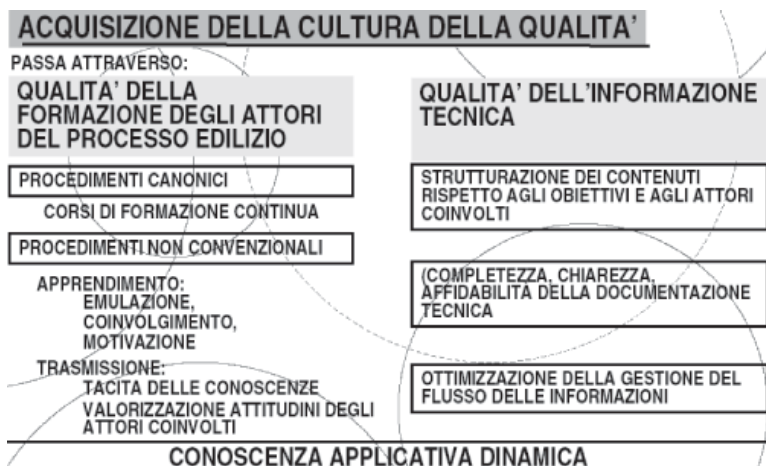 ACQUISIZIONE DELLA CULTURA DELLA QUALITA'
PASSA ATTRAVERSO:
QUALITA' DELLA
FORMAZIONE DEGLI ATTORI
DEL PROCESSO EDILIZIO
PROCEDIMENTI CANONICI
CORSI DI FORMAZIONE CONTINUA
PROCEDIMENTI NON CONVENZIONALI
APPRENDIMENTO:
EMULAZIONE,
COINVOLGIMENTO,
MOTIVAZIONE
TRASMISSIONE:
TACITA DELLE CONOSCENZE
VALORIZZAZIONE ATTITUDINI DEGLI
ATTORI COINVOLTI
QUALITA' DELL'INFORMAZIONE
TECNICA
STRUTTURAZIONE DEI CONTENUTI
RISPETTO AGLI OBIETTIVI E AGLI ATTORI
COINVOLTI
(COMPLETEZZA, CHIAREZZA,
AFFIDABILITÀ DELLA DOCUMENTAZIONE
TECNICA
OTTIMIZZAZIONE DELLA GESTIONE DEL
FLUSSO DELLE INFORMAZIONI
CONOSCENZA APPLICATIVA DINAMICA